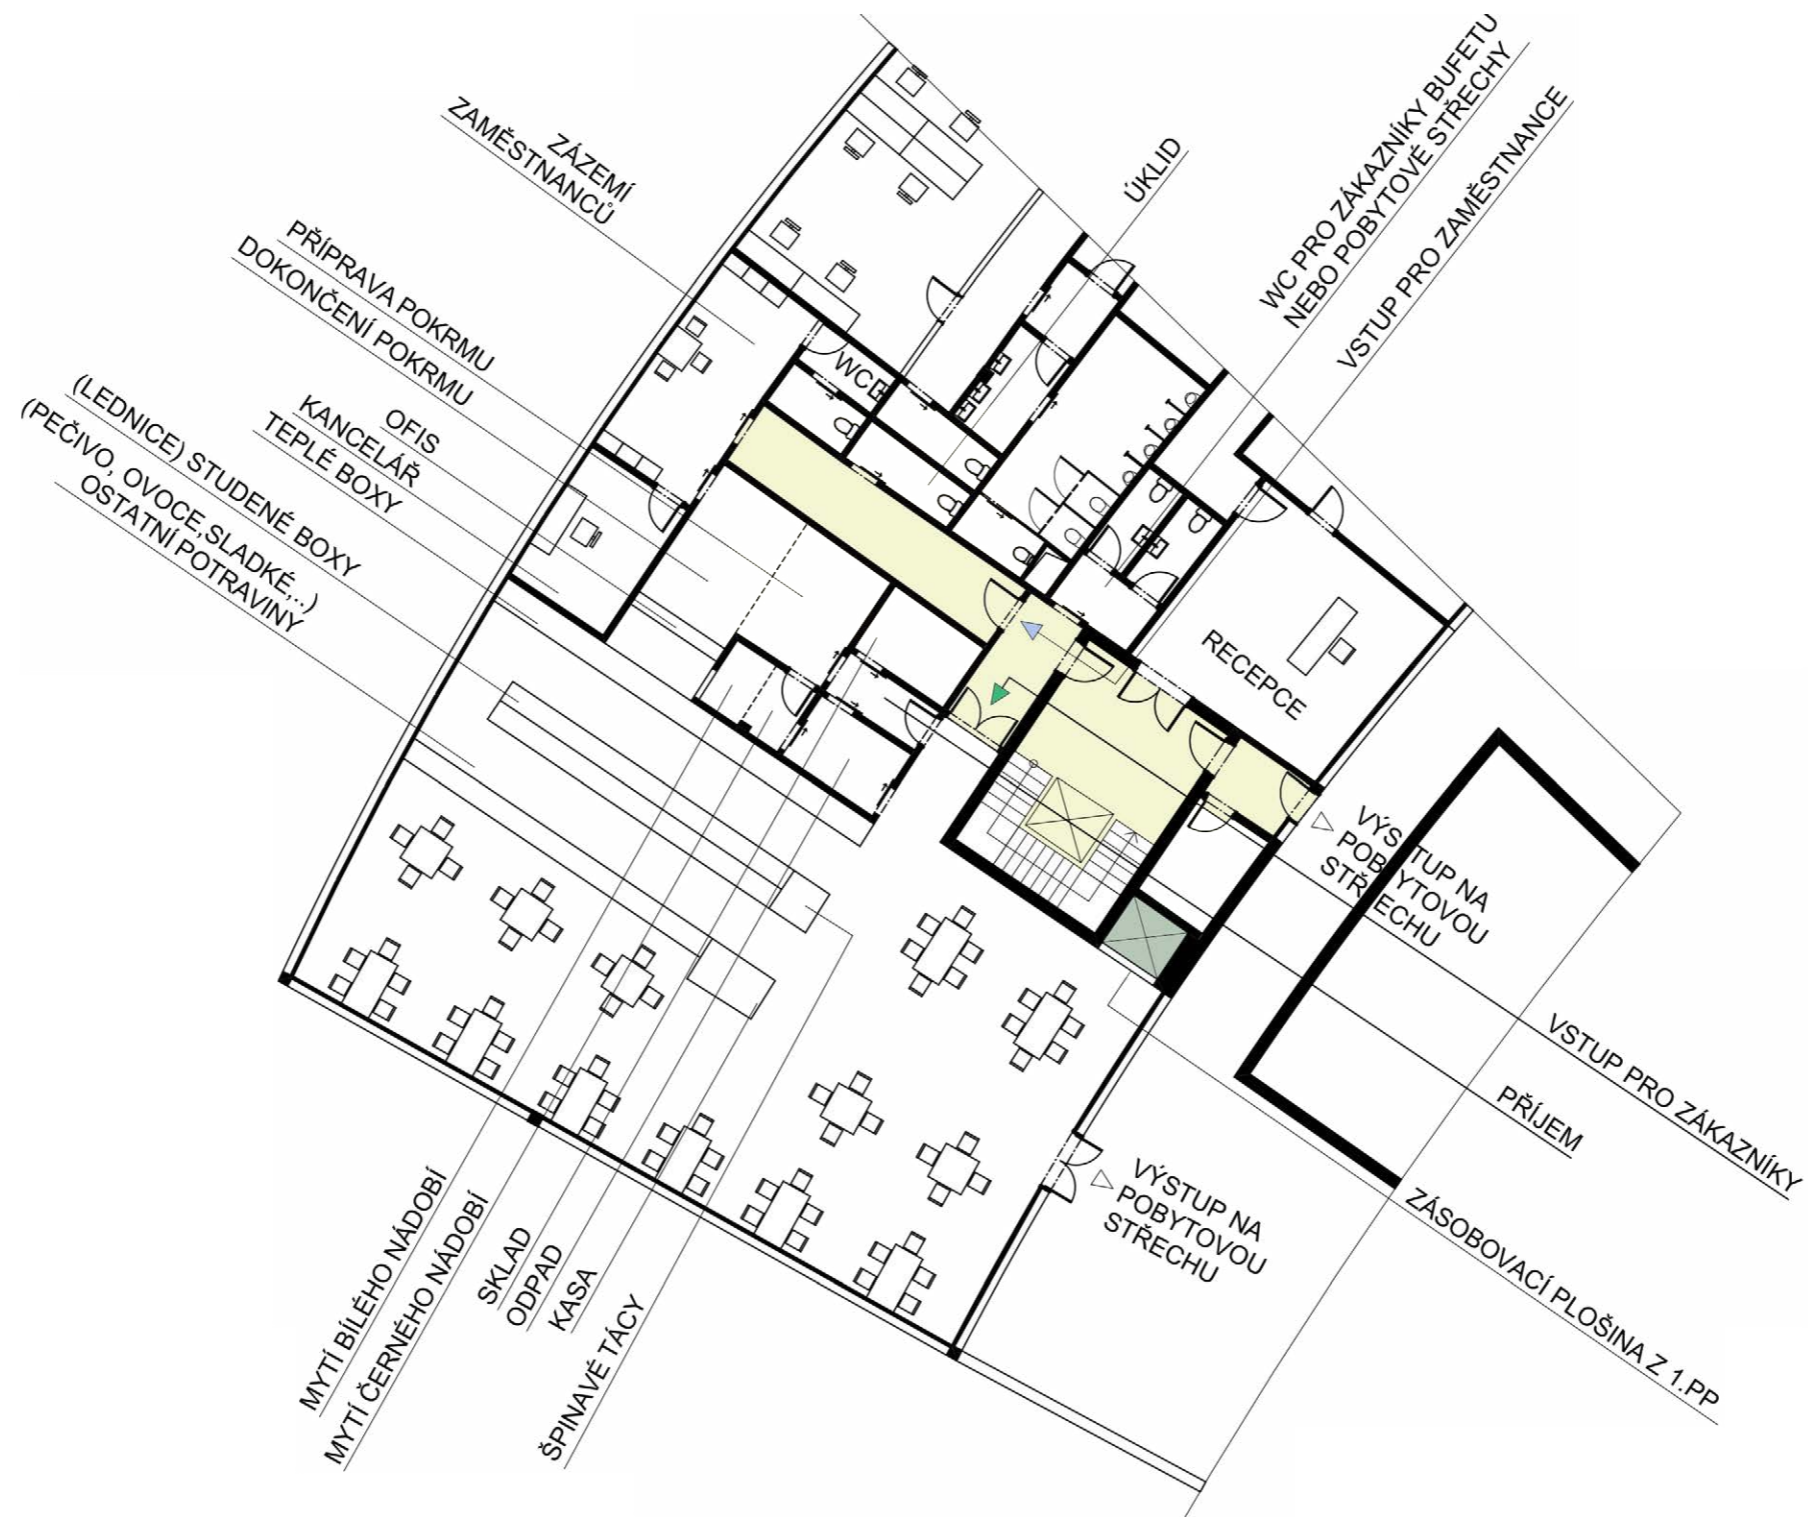 WC PRO ZÁKAZNÍKY BUFETU
NEBO POBYTOVÉ STŘECHY
VSTUP PRO ZAMĚSTNANCE
ÚKLID
ZÁZEMÍ
ZAMĚSTNANCŮ
PŘÍPRAVA POKRMU
DOKONČENÍ POKRMU
OFIS
KANCELÁŘ
TEPLÉ BOXY
(LEDNICE) STUDENÉ BOXY
(PEČIVO, OVOCE,SLADKÉ,..)
OSTATNÍ POTRAVINY
WC
RECEPCE
VÝSTUP NA
POBYTOVOU
STŘECHU
VSTUP PRO ZÁKAZNÍKY
PŘÍJEM
ZÁSOBOVACÍ PLOŠINA Z 1.PP
VÝSTUP NA
POBYTOVOU
STŘECHU
MYTÍ BÍLÉHO NÁDOBÍ
MYTÍ ČERNÉHO NÁDOBÍ
SKLAD
ODPAD
KASA
ŠPINAVÉ TÁCY